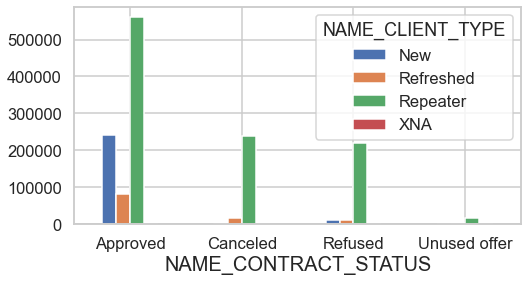 NAME_CLIENT_TYPE
New
Refreshed
Repeater
XNA
500000
400000
300000
200000
100000
0
Approved Canceled Refused Unused offer
NAME_CONTRACT_STATUS